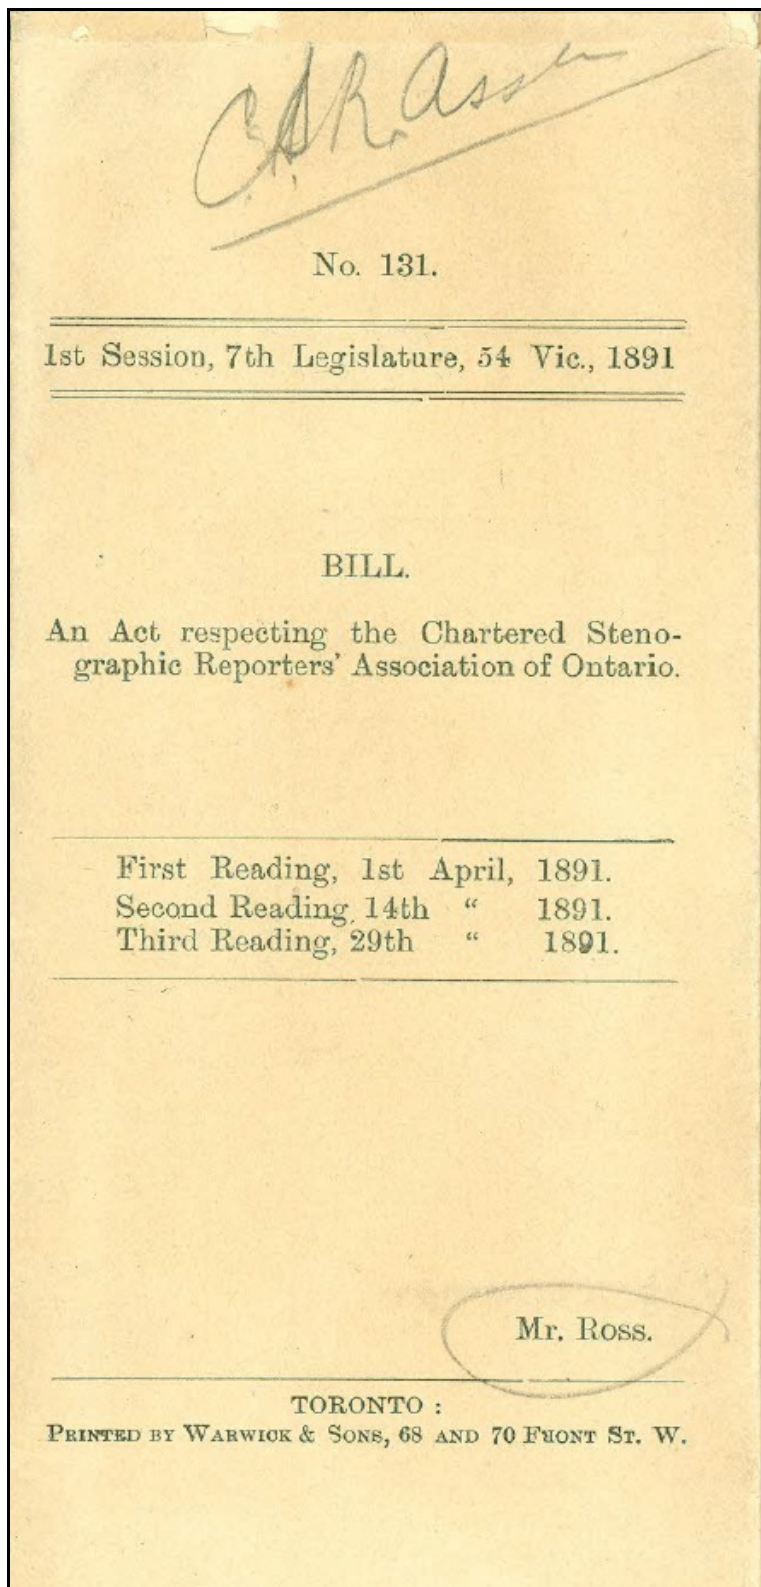 C.S.R. Assn
No. 131.
1st Session, 7th Legislature, 54 Vic., 1891
BILL.
An Act respecting the Chartered Steno-
graphic Reporters' Association of Ontario.
First Reading, 1st April, 1891.
Second Reading, 14th “ 1891.
Third Reading, 29th “ 1891.
Mr. Ross.
TORONTO :
PRINTED BY WARWICK & SONS, 68 AND 70 FRONT ST. W.